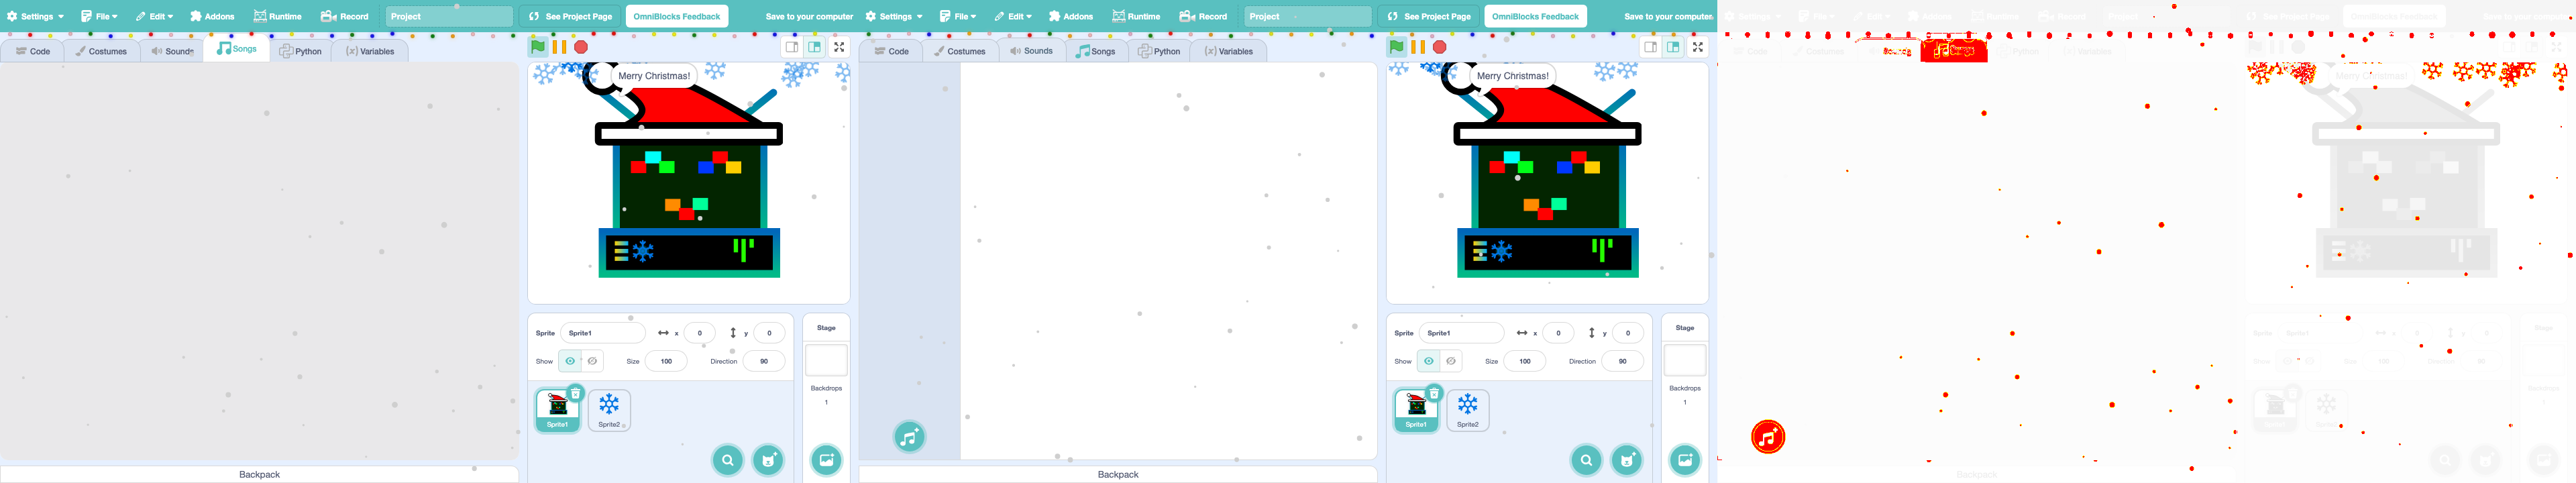 Settings File Edit Addons Runtime Record Project See Project Page OmniBlocks Feedback Save to your computer
Code Costumes Sounds Songs Python Variables
Merry Christmas!
Sprite Sprite1 x 0 y 0
Show Size 100 Direction 90
Stage
Backdrops
1
Sprite1 Sprite2
Backpack
Settings File Edit Addons Runtime Record Project See Project Page OmniBlocks Feedback Save to your computer
Code Costumes Sounds Songs Python Variables
Merry Christmas!
Sprite Sprite1 x 0 y 0
Show Size 100 Direction 90
Stage
Backdrops
1
Sprite1 Sprite2
Backpack
Songs
Merry Christmas!
Backpack